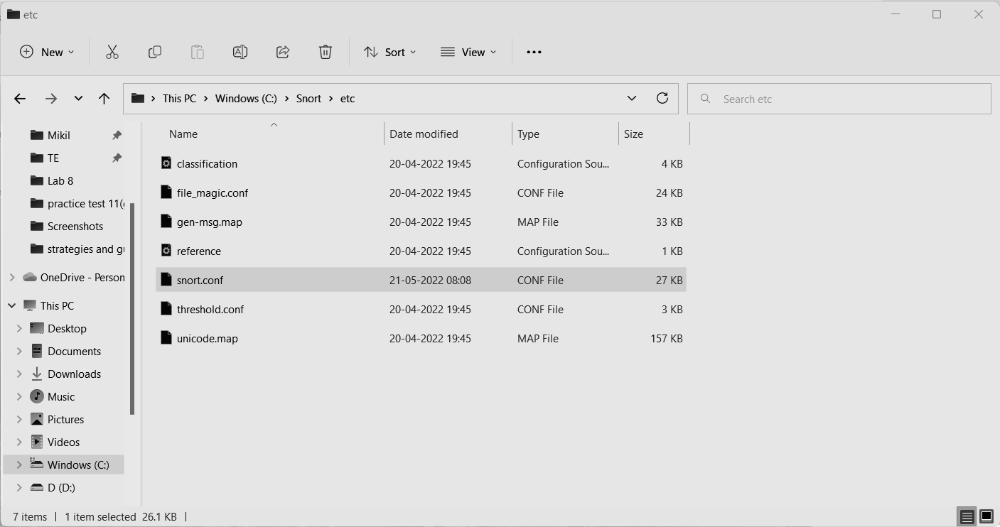 etc
New Sort View
This PC Windows (C:) Snort etc Search etc
Name Date modified Type Size
classification 20-04-2022 19:45 Configuration Sou... 4 KB
file_magic.conf 20-04-2022 19:45 CONF File 24 KB
gen-msg.map 20-04-2022 19:45 MAP File 33 KB
reference 20-04-2022 19:45 Configuration Sou... 1 KB
snort.conf 21-05-2022 08:08 CONF File 27 KB
threshold.conf 20-04-2022 19:45 CONF File 3 KB
unicode.map 20-04-2022 19:45 MAP File 157 KB
Mikil
TE
Lab 8
practice test 11(
Screenshots
strategies and
OneDrive - Person
This PC
Desktop
Documents
Downloads
Music
Pictures
Videos
Windows (C:)
D (D:)
7 items 1 item selected 26.1 KB